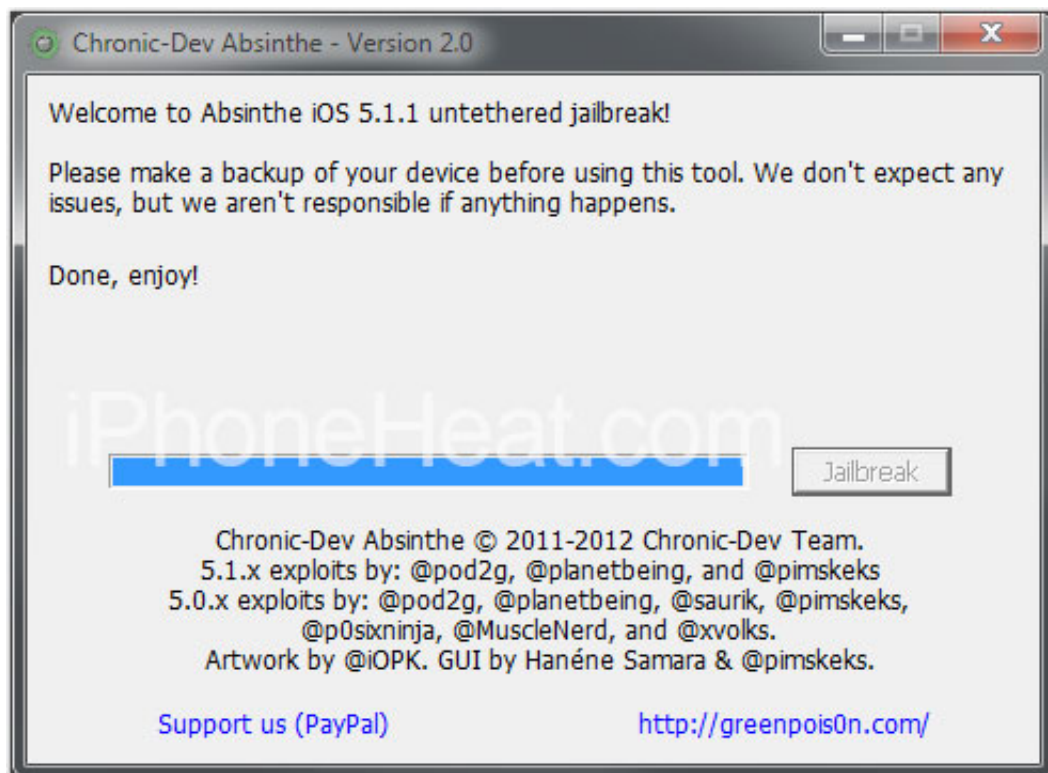 Chronic-Dev Absinthe - Version 2.0
Welcome to Absinthe iOS 5.1.1 untethered jailbreak!
Please make a backup of your device before using this tool. We don't expect any
issues, but we aren't responsible if anything happens.
Done, enjoy!
iPhoneHeat.com
Jailbreak
Chronic-Dev Absinthe © 2011-2012 Chronic-Dev Team.
5.1.x exploits by: @pod2g, @planetbeing, and @pimskeks
5.0.x exploits by: @pod2g, @planetbeing, @saurik, @pimskeks,
@p0sixninja, @MuscleNerd, and @xvolks.
Artwork by @iOPK. GUI by Hanéne Samara & @pimskeks.
Support us (PayPal)
http://greenpois0n.com/